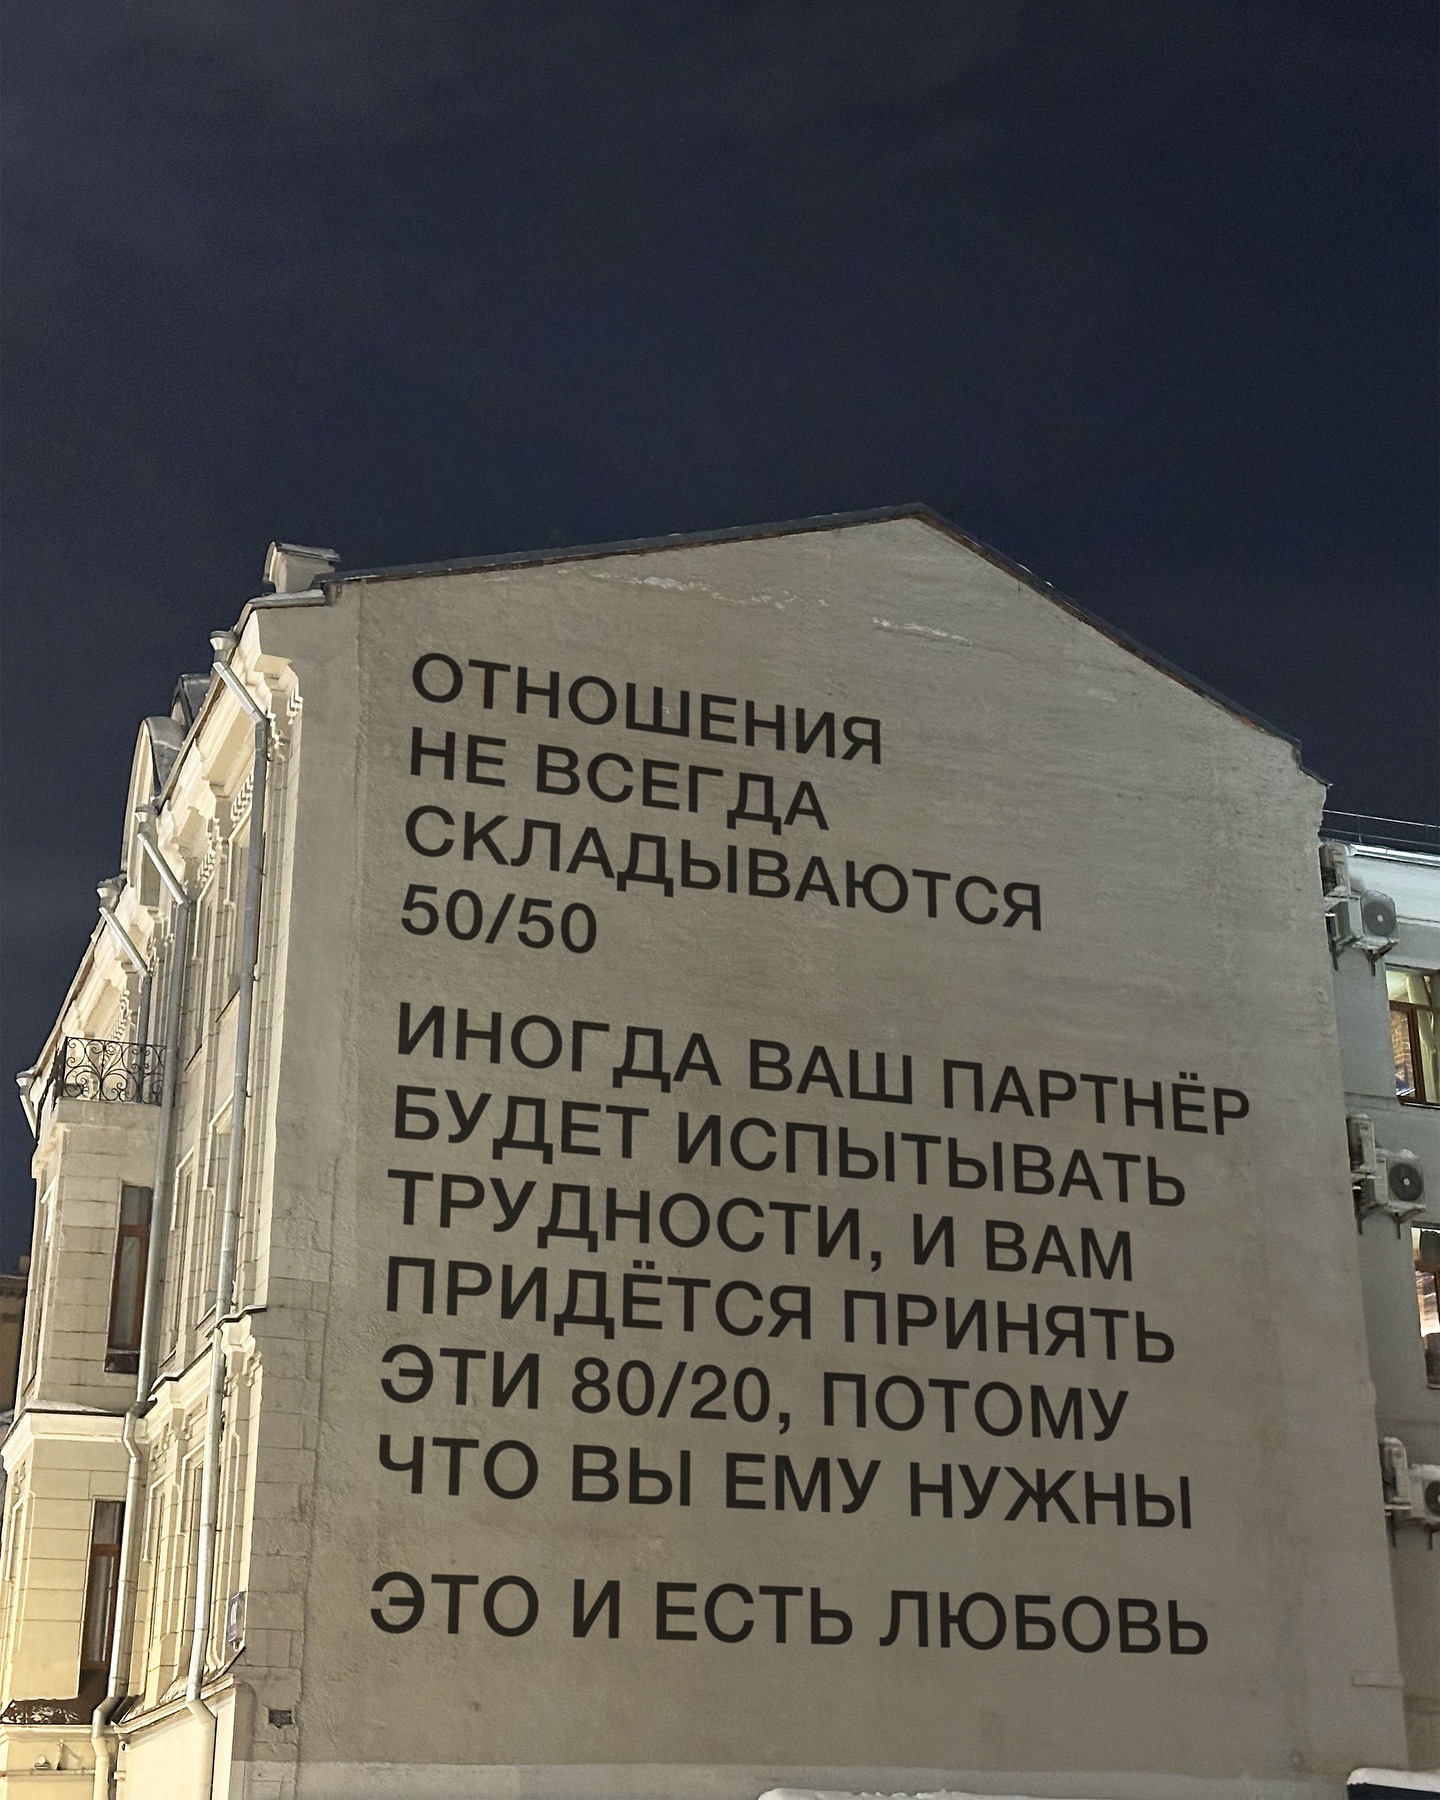 ОТНОШЕНИЯ
НЕ ВСЕГДА
СКЛАДЫВАЮТСЯ
50/50
ИНОГДА ВАШ ПАРТНЁР
БУДЕТ ИСПЫТЫВАТЬ
ТРУДНОСТИ, И ВАМ
ПРИДЁТСЯ ПРИНЯТЬ
ЭТИ 80/20, ПОТОМУ
ЧТО ВЫ ЕМУ НУЖНЫ
ЭТО И ЕСТЬ ЛЮБОВЬ